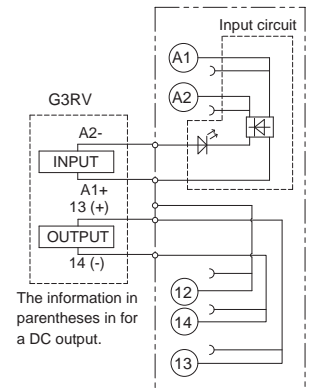 Input circuit
A1
G3RV
A2
A2-
INPUT
A1+
13 (+)
OUTPUT
14 (-)
12
14
13
The information in
parentheses in for
a DC output.